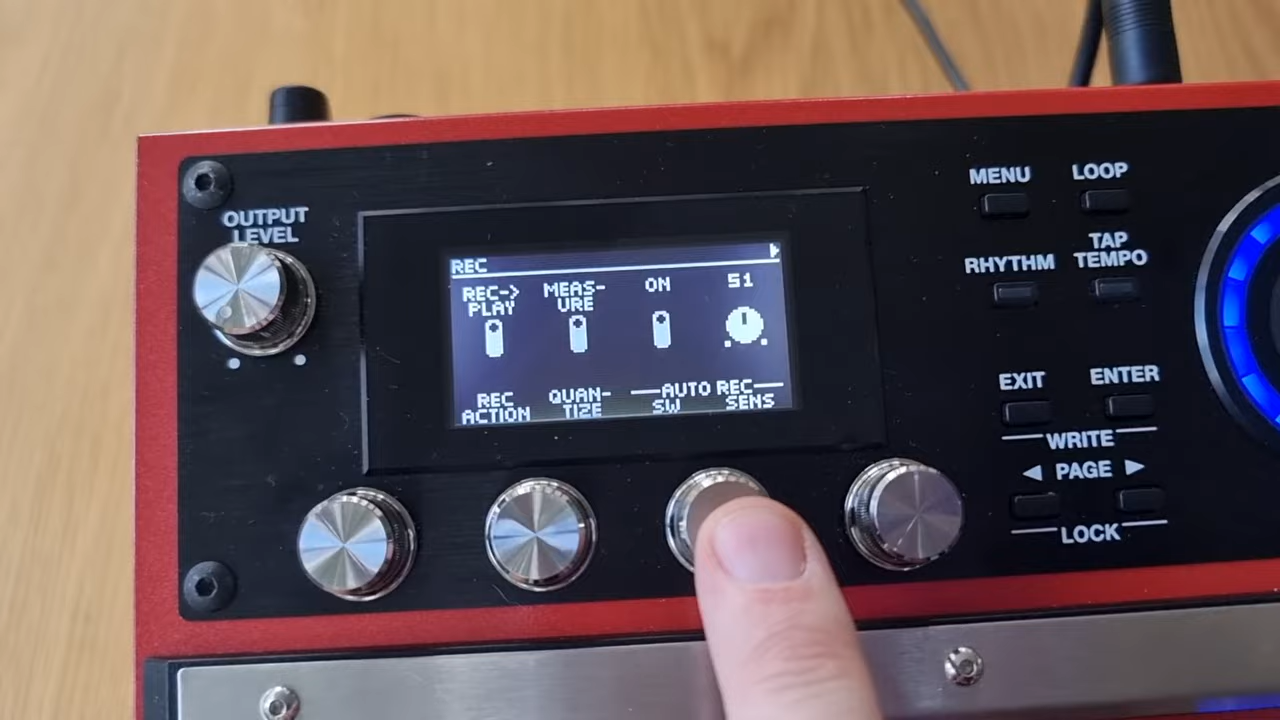 OUTPUT
LEVEL
REC
REC->
PLAY
MEAS-
URE
ON
51
REC
ACTION
QUAN-
TIZE
AUTO REC
SW
SENS
MENU
LOOP
RHYTHM
TAP
TEMPO
EXIT
ENTER
WRITE
◀ PAGE ▶
LOCK